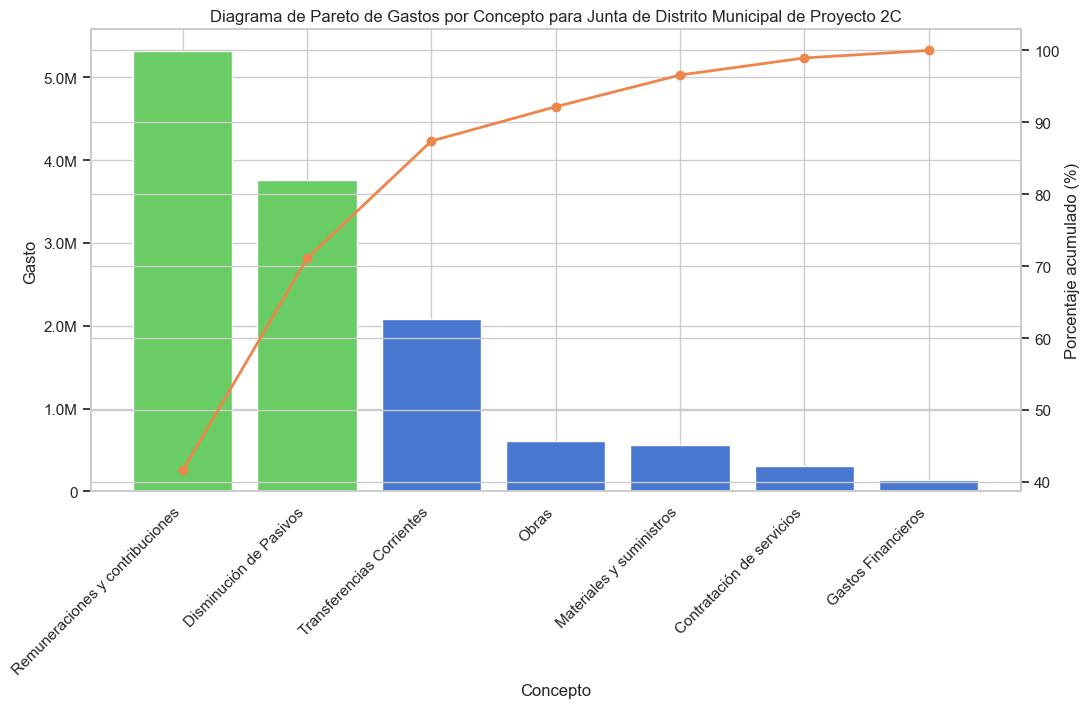 Diagrama de Pareto de Gastos por Concepto para Junta de Distrito Municipal de Proyecto 2C
Gasto
5.0M
4.0M
3.0M
2.0M
1.0M
0
100
90
80
70
60
50
40
Porcentaje acumulado (%)
Remuneraciones y contribuciones
Disminución de Pasivos
Transferencias Corrientes
Obras
Materiales y suministros
Contratación de servicios
Gastos Financieros
Concepto